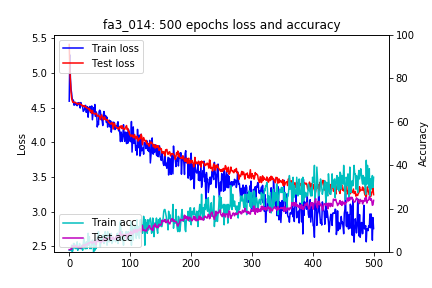 fa3_014: 500 epochs loss and accuracy
Train loss
Test loss
Train acc
Test acc
Loss
Accuracy
5.5
5.0
4.5
4.0
3.5
3.0
2.5
100
80
60
40
20
0
0 100 200 300 400 500